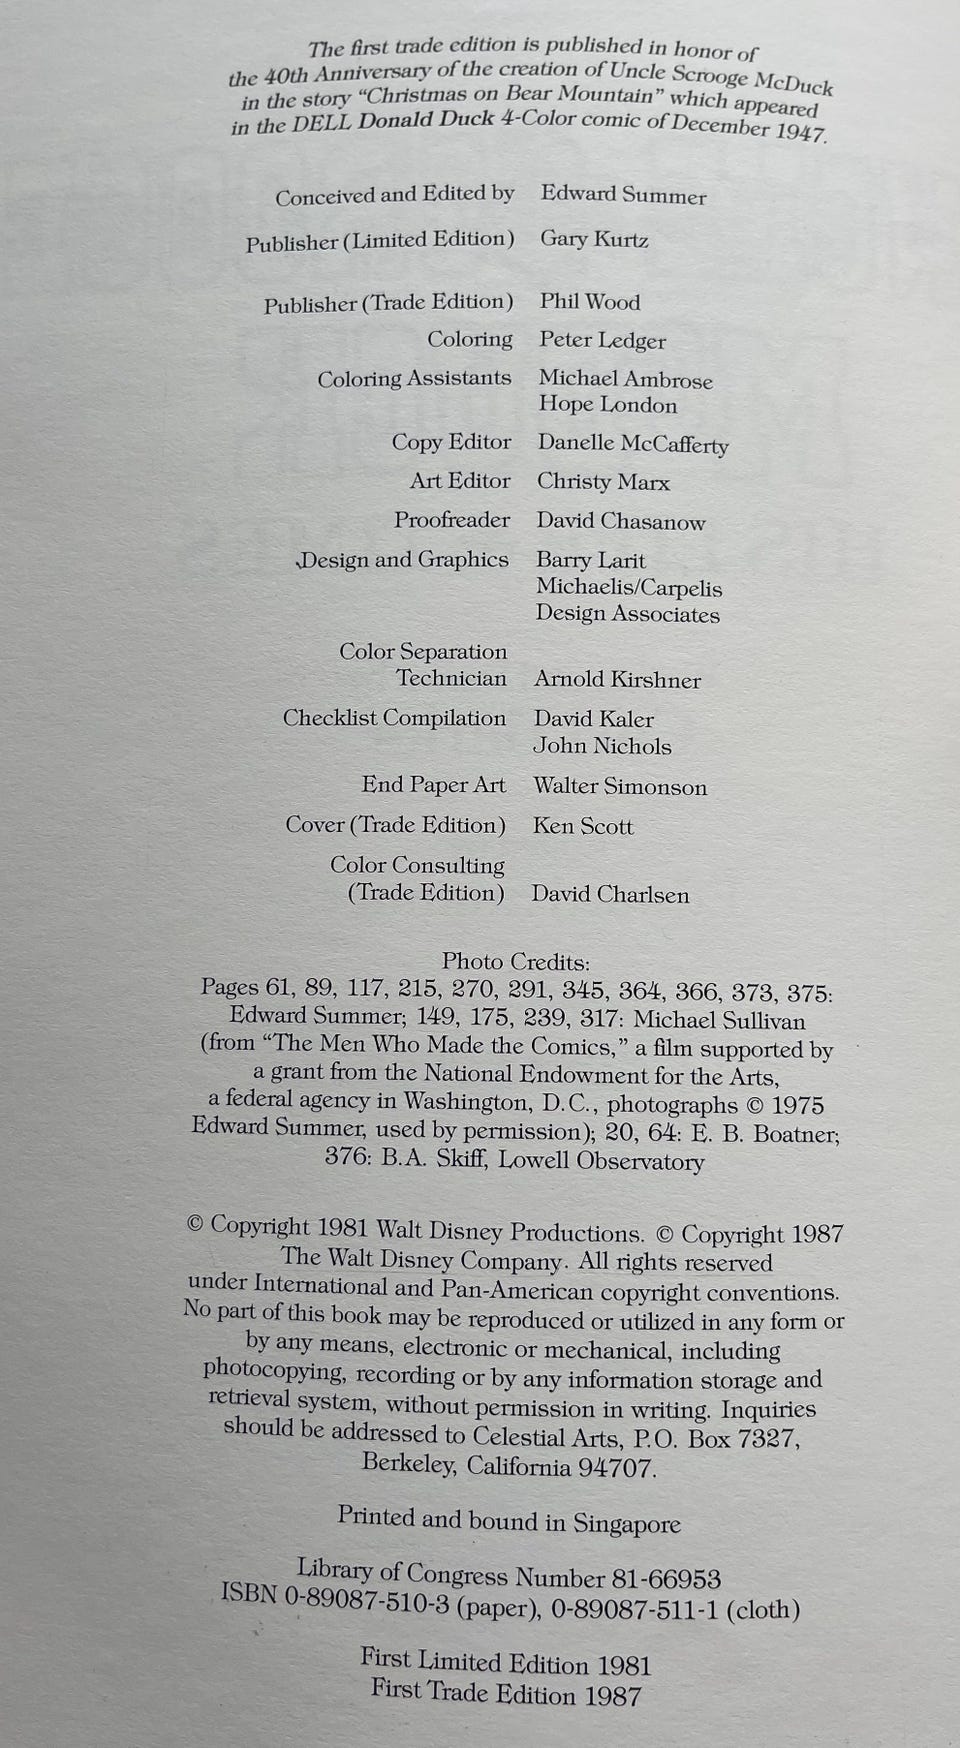 The first trade edition is published in honor of
the 40th Anniversary of the creation of Uncle Scrooge McDuck
in the story “Christmas on Bear Mountain” which appeared
in the DELL Donald Duck 4-Color comic of December 1947.
Conceived and Edited by Edward Summer
Publisher (Limited Edition) Gary Kurtz
Publisher (Trade Edition) Phil Wood
Coloring Peter Ledger
Coloring Assistants Michael Ambrose
Hope London
Copy Editor Danelle McCafferty
Art Editor Christy Marx
Proofreader David Chasanow
Design and Graphics Barry Larit
Michaelis/Carpelis
Design Associates
Color Separation
Technician Arnold Kirshner
Checklist Compilation David Kaler
John Nichols
End Paper Art Walter Simonson
Cover (Trade Edition) Ken Scott
Color Consulting
(Trade Edition) David Charlsen
Photo Credits:
Pages 61, 89, 117, 215, 270, 291, 345, 364, 366, 373, 375:
Edward Summer; 149, 175, 239, 317: Michael Sullivan
(from “The Men Who Made the Comics,” a film supported by
a grant from the National Endowment for the Arts,
a federal agency in Washington, D.C., photographs © 1975
Edward Summer, used by permission); 20, 64: E. B. Boatner;
376: B.A. Skiff, Lowell Observatory
© Copyright 1981 Walt Disney Productions. © Copyright 1987
The Walt Disney Company. All rights reserved
under International and Pan-American copyright conventions.
No part of this book may be reproduced or utilized in any form or
by any means, electronic or mechanical, including
photocopying, recording or by any information storage and
retrieval system, without permission in writing. Inquiries
should be addressed to Celestial Arts, P.O. Box 7327,
Berkeley, California 94707.
Printed and bound in Singapore
Library of Congress Number 81-66953
ISBN 0-89087-510-3 (paper), 0-89087-511-1 (cloth)
First Limited Edition 1981
First Trade Edition 1987